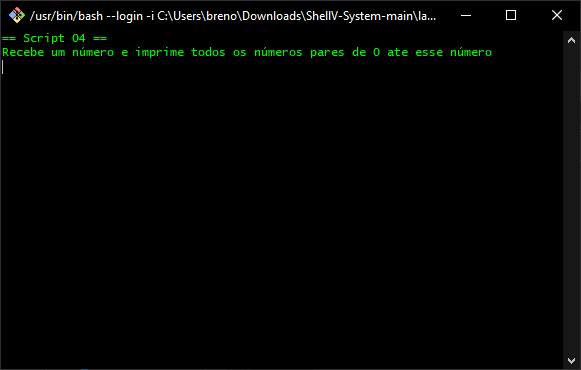 /usr/bin/bash --login -i C:\Users\breno\Downloads\ShellV-System-main\la...
== Script 04 ==
Recebe um número e imprime todos os números pares de 0 ate esse número